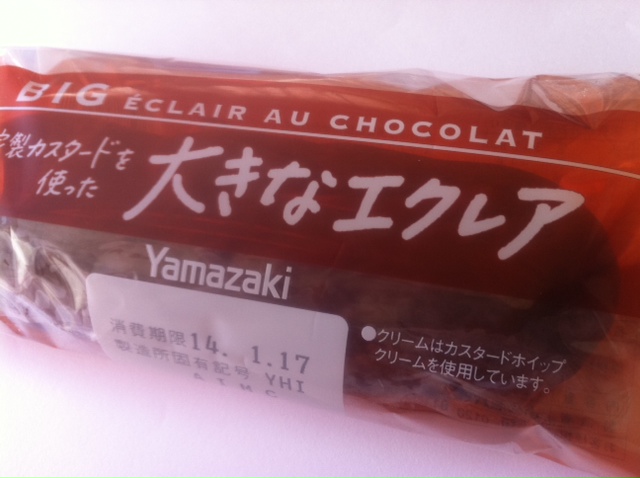 BIG ÉCLAIR AU CHOCOLAT
製カスタードを
使った
大きなエクレア
Yamazaki
消費期限14. 1.17
製造所固有記号 YHI
●クリームはカスタードホイップ
クリームを使用しています。